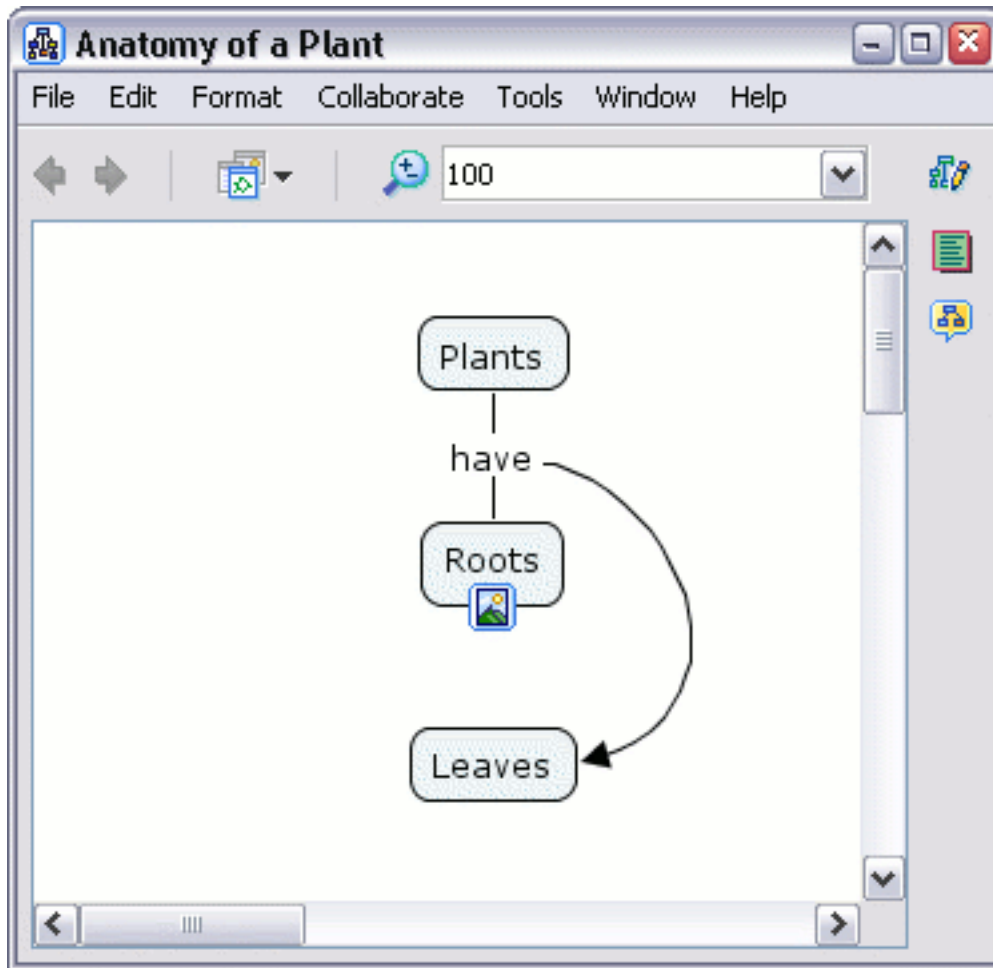 Anatomy of a Plant
File Edit Format Collaborate Tools Window Help
100
Plants
have
Roots
Leaves